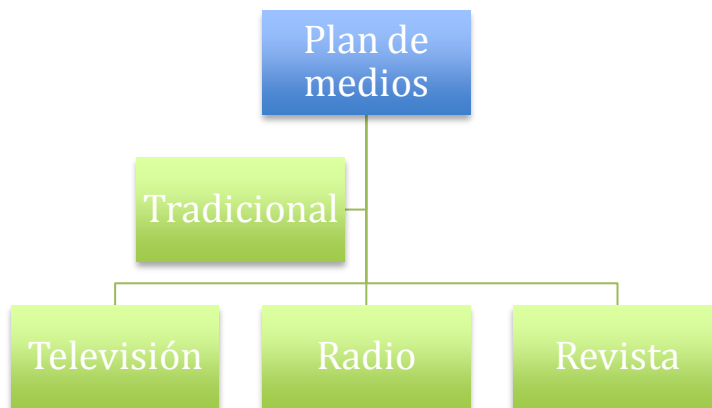 Plan de
medios
Tradicional
Televisión
Radio
Revista